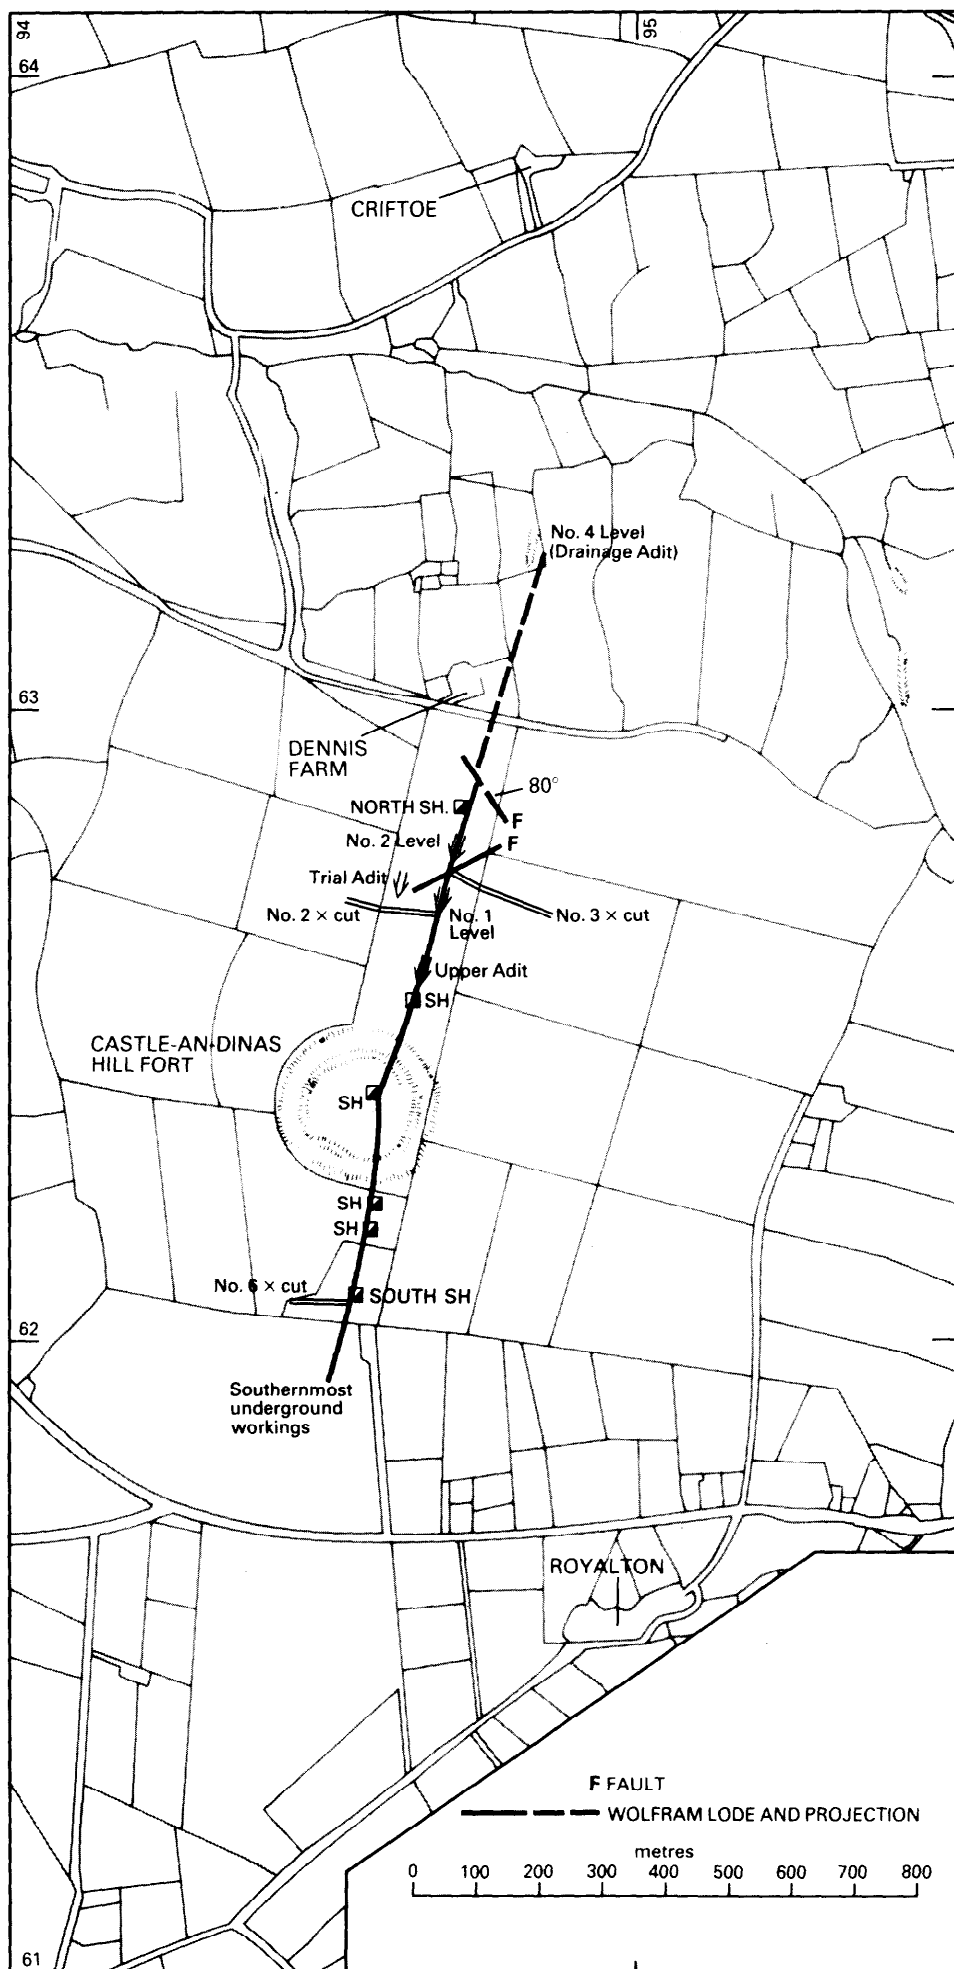 94
95
64
CRIFTOE
No. 4 Level
(Drainage Adit)
63
DENNIS
FARM
80°
NORTH SH.
F
No. 2 Level
F
Trial Adit
No. 2 × cut
No. 1
Level
No. 3 × cut
Upper Adit
SH
CASTLE-AN-DINAS
HILL FORT
SH
SH
SH
No. 6 × cut
SOUTH SH
62
Southernmost
underground
workings
ROYALTON
F FAULT
WOLFRAM LODE AND PROJECTION
metres
0 100 200 300 400 500 600 700 800
61